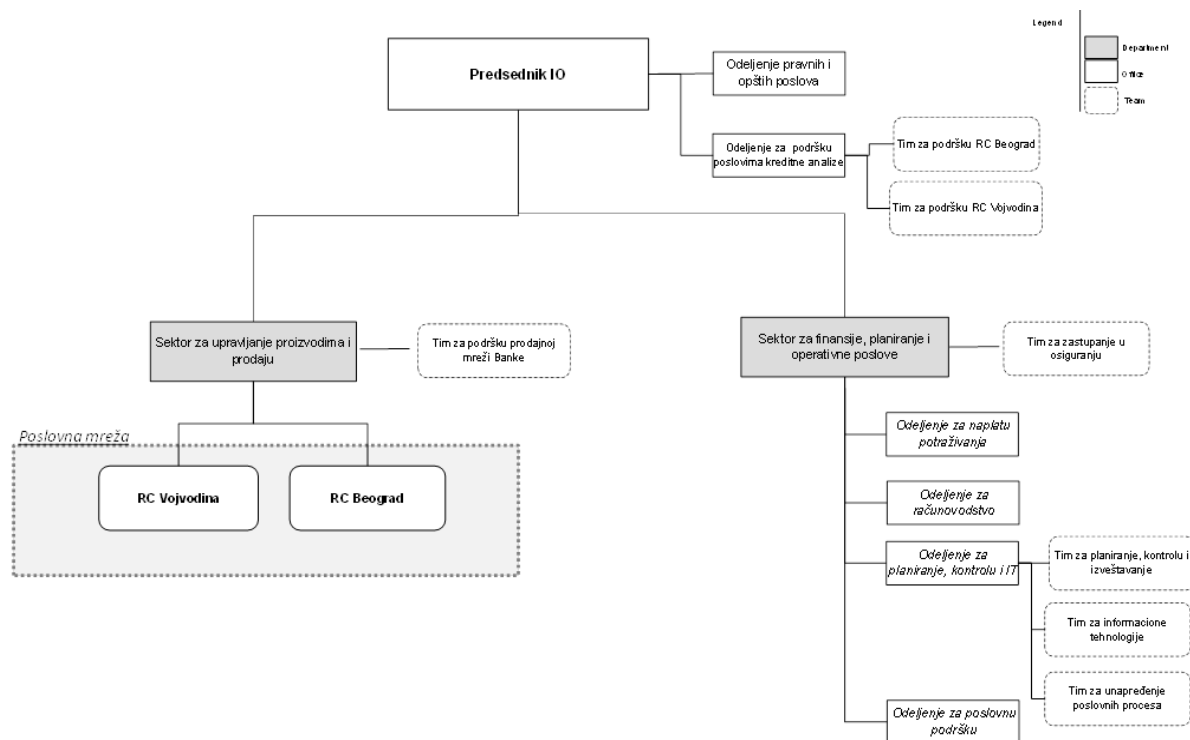 Legend
Department
Office
Team
Predsednik IO
Odeljenje pravnih i
opštih poslova
Odeljenje za podršku
poslovima kreditne analize
Tim za podršku RC Beograd
Tim za podršku RC Vojvodina
Sektor za upravljanje proizvodima i
prodaju
Tim za podršku prodajnoj
mreži Banke
Sektor za finansije, planiranje i
operativne poslove
Tim za zastupanje u
osiguranju
Poslovna mreža
RC Vojvodina
RC Beograd
Odeljenje za naplatu
potraživanja
Odeljenje za
računovodstvo
Odeljenje za
planiranje, kontrolu i IT
Tim za planiranje, kontrolu i
izveštavanje
Tim za informacione
tehnologije
Tim za unapređenje
poslovnih procesa
Odeljenje za poslovnu
podršku